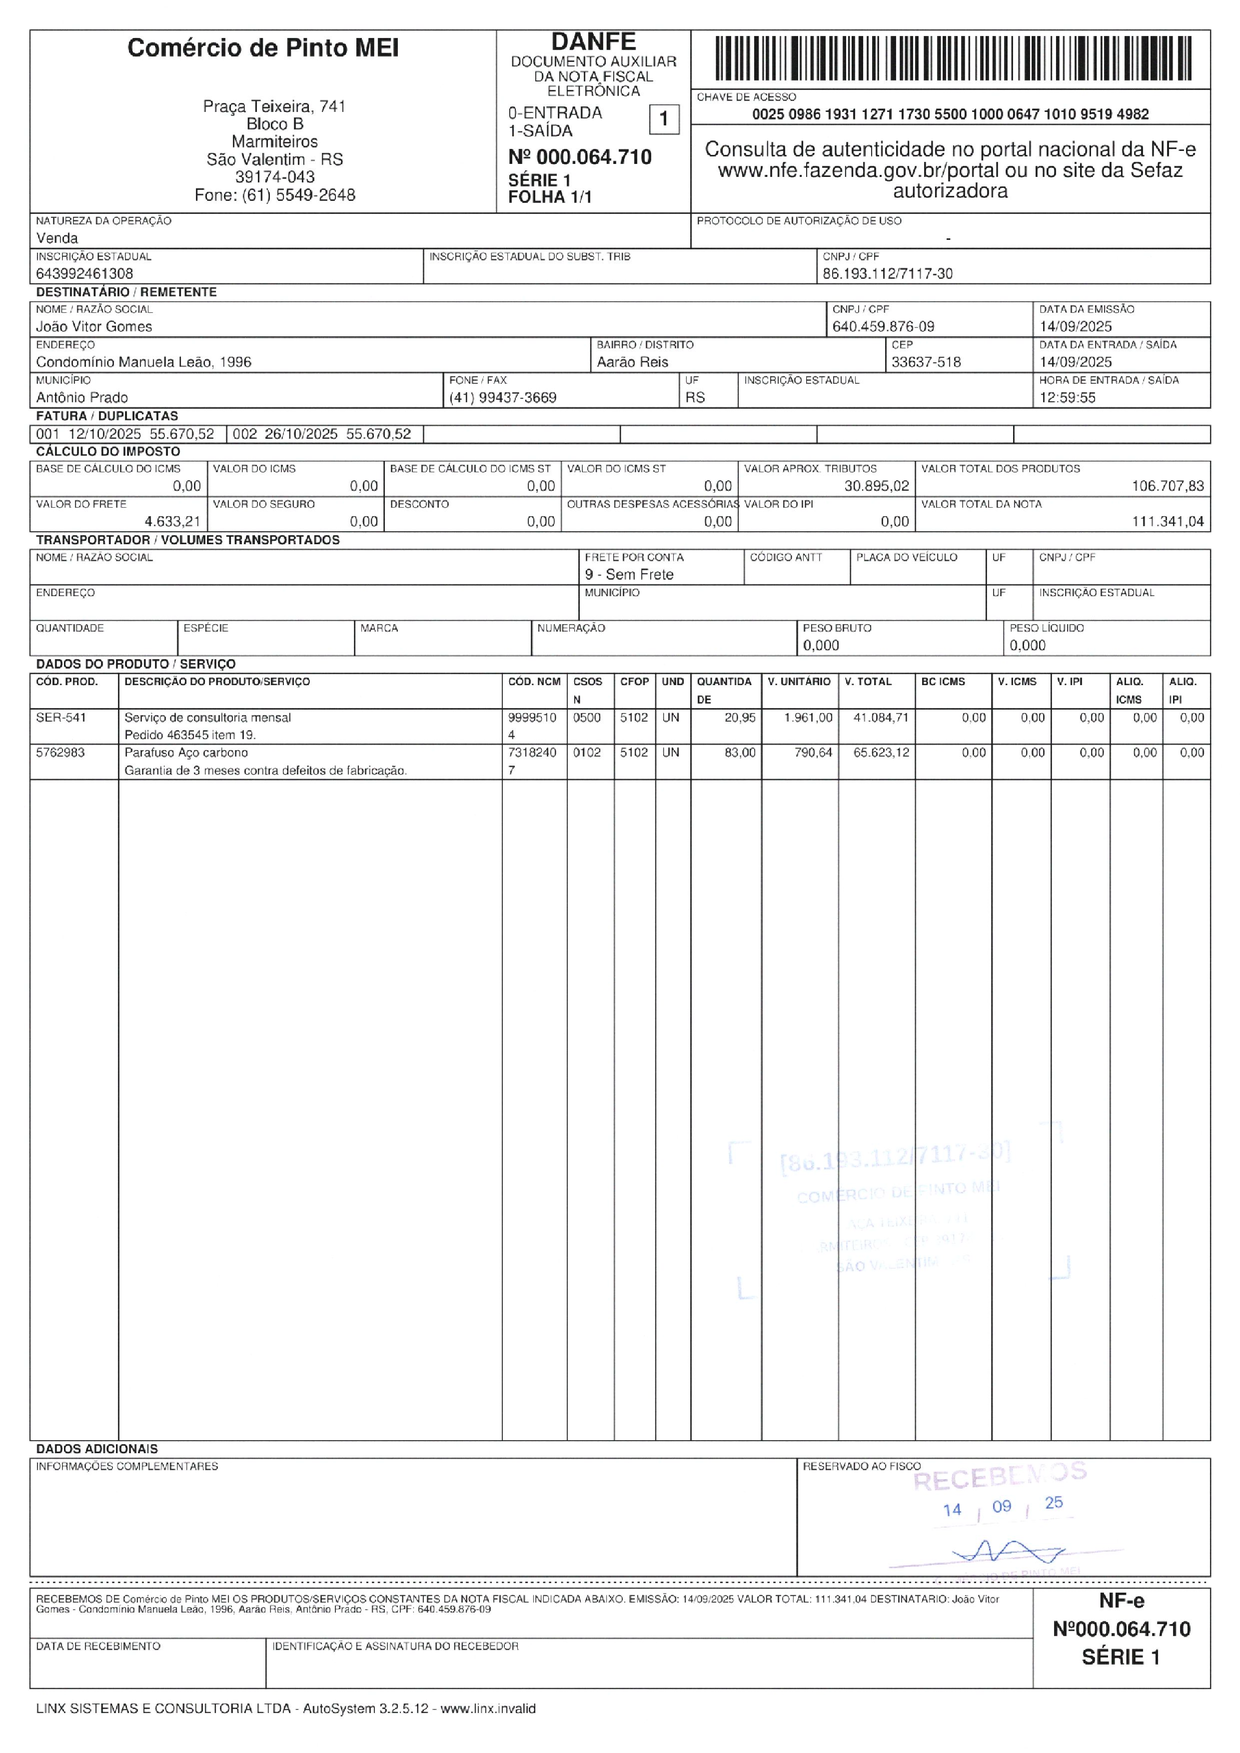 Comércio de Pinto MEI
Praça Teixeira, 741
Bloco B
Marmiteiros
São Valentim - RS
39174-043
Fone: (61) 5549-2648
DANFE
DOCUMENTO AUXILIAR
DA NOTA FISCAL
ELETRÔNICA
0-ENTRADA
1-SAÍDA
1
Nº 000.064.710
SÉRIE 1
FOLHA 1/1
CHAVE DE ACESSO
0025 0986 1931 1271 1730 5500 1000 0647 1010 9519 4982
Consulta de autenticidade no portal nacional da NF-e
www.nfe.fazenda.gov.br/portal ou no site da Sefaz
autorizadora
NATUREZA DA OPERAÇÃO
Venda
PROTOCOLO DE AUTORIZAÇÃO DE USO
-
INSCRIÇÃO ESTADUAL
643992461308
INSCRIÇÃO ESTADUAL DO SUBST. TRIB
CNPJ / CPF
86.193.112/7117-30
DESTINATÁRIO / REMETENTE
NOME / RAZÃO SOCIAL
João Vitor Gomes
CNPJ / CPF
640.459.876-09
DATA DA EMISSÃO
14/09/2025
ENDEREÇO
Condomínio Manuela Leão, 1996
BAIRRO / DISTRITO
Aarão Reis
CEP
33637-518
DATA DA ENTRADA / SAÍDA
14/09/2025
MUNICÍPIO
Antônio Prado
FONE / FAX
(41) 99437-3669
UF
RS
INSCRIÇÃO ESTADUAL
HORA DE ENTRADA / SAÍDA
12:59:55
FATURA / DUPLICATAS
001 12/10/2025 55.670,52 002 26/10/2025 55.670,52
CÁLCULO DO IMPOSTO
BASE DE CÁLCULO DO ICMS
0,00
VALOR DO ICMS
0,00
BASE DE CÁLCULO DO ICMS ST
0,00
VALOR DO ICMS ST
0,00
VALOR APROX. TRIBUTOS
30.895,02
VALOR TOTAL DOS PRODUTOS
106.707,83
VALOR DO FRETE
4.633,21
VALOR DO SEGURO
0,00
DESCONTO
0,00
OUTRAS DESPESAS ACESSÓRIAS
0,00
VALOR DO IPI
0,00
VALOR TOTAL DA NOTA
111.341,04
TRANSPORTADOR / VOLUMES TRANSPORTADOS
NOME / RAZÃO SOCIAL
FRETE POR CONTA
9 - Sem Frete
CÓDIGO ANTT
PLACA DO VEÍCULO
UF
CNPJ / CPF
ENDEREÇO
MUNICÍPIO
UF
INSCRIÇÃO ESTADUAL
QUANTIDADE
ESPÉCIE
MARCA
NUMERAÇÃO
PESO BRUTO
0,000
PESO LÍQUIDO
0,000
DADOS DO PRODUTO / SERVIÇO
CÓD. PROD. DESCRIÇÃO DO PRODUTO/SERVIÇO CÓD. NCM CSOS CFOP UND QUANTIDA V. UNITÁRIO V. TOTAL BC ICMS V. ICMS V. IPI ALIQ. ALIQ.
N DE ICMS IPI
SER-541 Serviço de consultoria mensal 9999510 0500 5102 UN 20,95 1.961,00 41.084,71 0,00 0,00 0,00 0,00 0,00
Pedido 463545 item 19. 4
5762983 Parafuso Aço carbono 7318240 0102 5102 UN 83,00 790,64 65.623,12 0,00 0,00 0,00 0,00 0,00
Garantia de 3 meses contra defeitos de fabricação. 7
[86.193.112/7117-30]
COMÉRCIO DE PINTO MEI
SÃO VALENTIM
DADOS ADICIONAIS
INFORMAÇÕES COMPLEMENTARES
RESERVADO AO FISCO
RECEBEMOS
14 / 09 / 25
RECEBEMOS DE Comércio de Pinto MEI OS PRODUTOS/SERVIÇOS CONSTANTES DA NOTA FISCAL INDICADA ABAIXO. EMISSÃO: 14/09/2025 VALOR TOTAL: 111.341,04 DESTINATARIO: João Vitor
Gomes - Condomínio Manuela Leão, 1996, Aarão Reis, Antônio Prado - RS, CPF: 640.459.876-09
DATA DE RECEBIMENTO
IDENTIFICAÇÃO E ASSINATURA DO RECEBEDOR
NF-e
Nº000.064.710
SÉRIE 1
LINX SISTEMAS E CONSULTORIA LTDA - AutoSystem 3.2.5.12 - www.linx.invalid